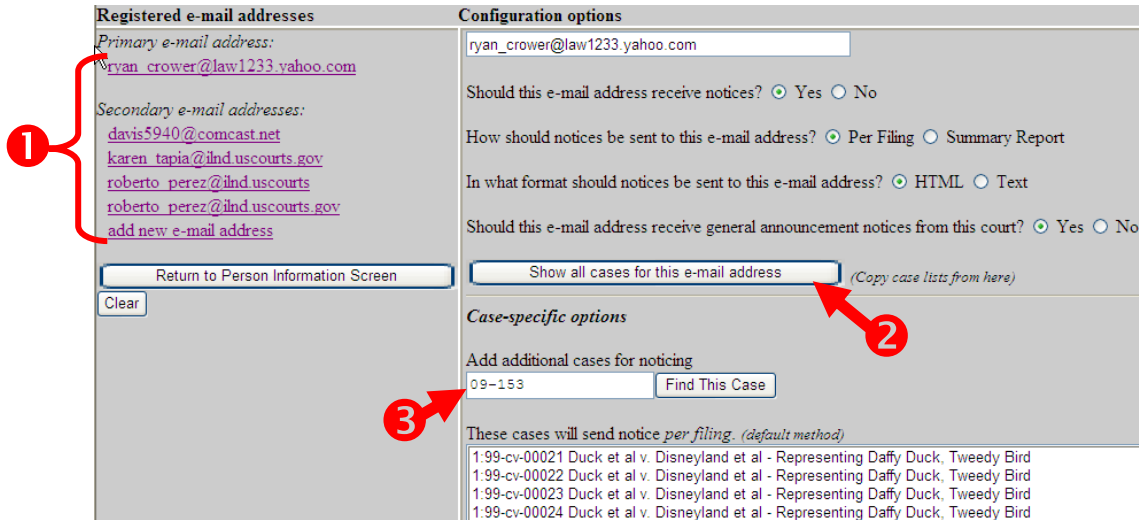 Registered e-mail addresses
Primary e-mail address:
ryan_crower@law1233.yahoo.com
Secondary e-mail addresses:
davis5940@comcast.net
karen_tapia@ilnd.uscourts.gov
roberto_perez@ilnd.uscourts
roberto_perez@ilnd.uscourts.gov
add new e-mail address
Return to Person Information Screen
Clear
1
Configuration options
ryan_crower@law1233.yahoo.com
Should this e-mail address receive notices? Yes No
How should notices be sent to this e-mail address? Per Filing Summary Report
In what format should notices be sent to this e-mail address? HTML Text
Should this e-mail address receive general announcement notices from this court? Yes No
Show all cases for this e-mail address (Copy case lists from here)
2
Case-specific options
Add additional cases for noticing
09-153 Find This Case
3
These cases will send notice per filing. (default method)
1:99-cv-00021 Duck et al v. Disneyland et al - Representing Daffy Duck, Tweedy Bird
1:99-cv-00022 Duck et al v. Disneyland et al - Representing Daffy Duck, Tweedy Bird
1:99-cv-00023 Duck et al v. Disneyland et al - Representing Daffy Duck, Tweedy Bird
1:99-cv-00024 Duck et al v. Disneyland et al - Representing Daffy Duck, Tweedy Bird